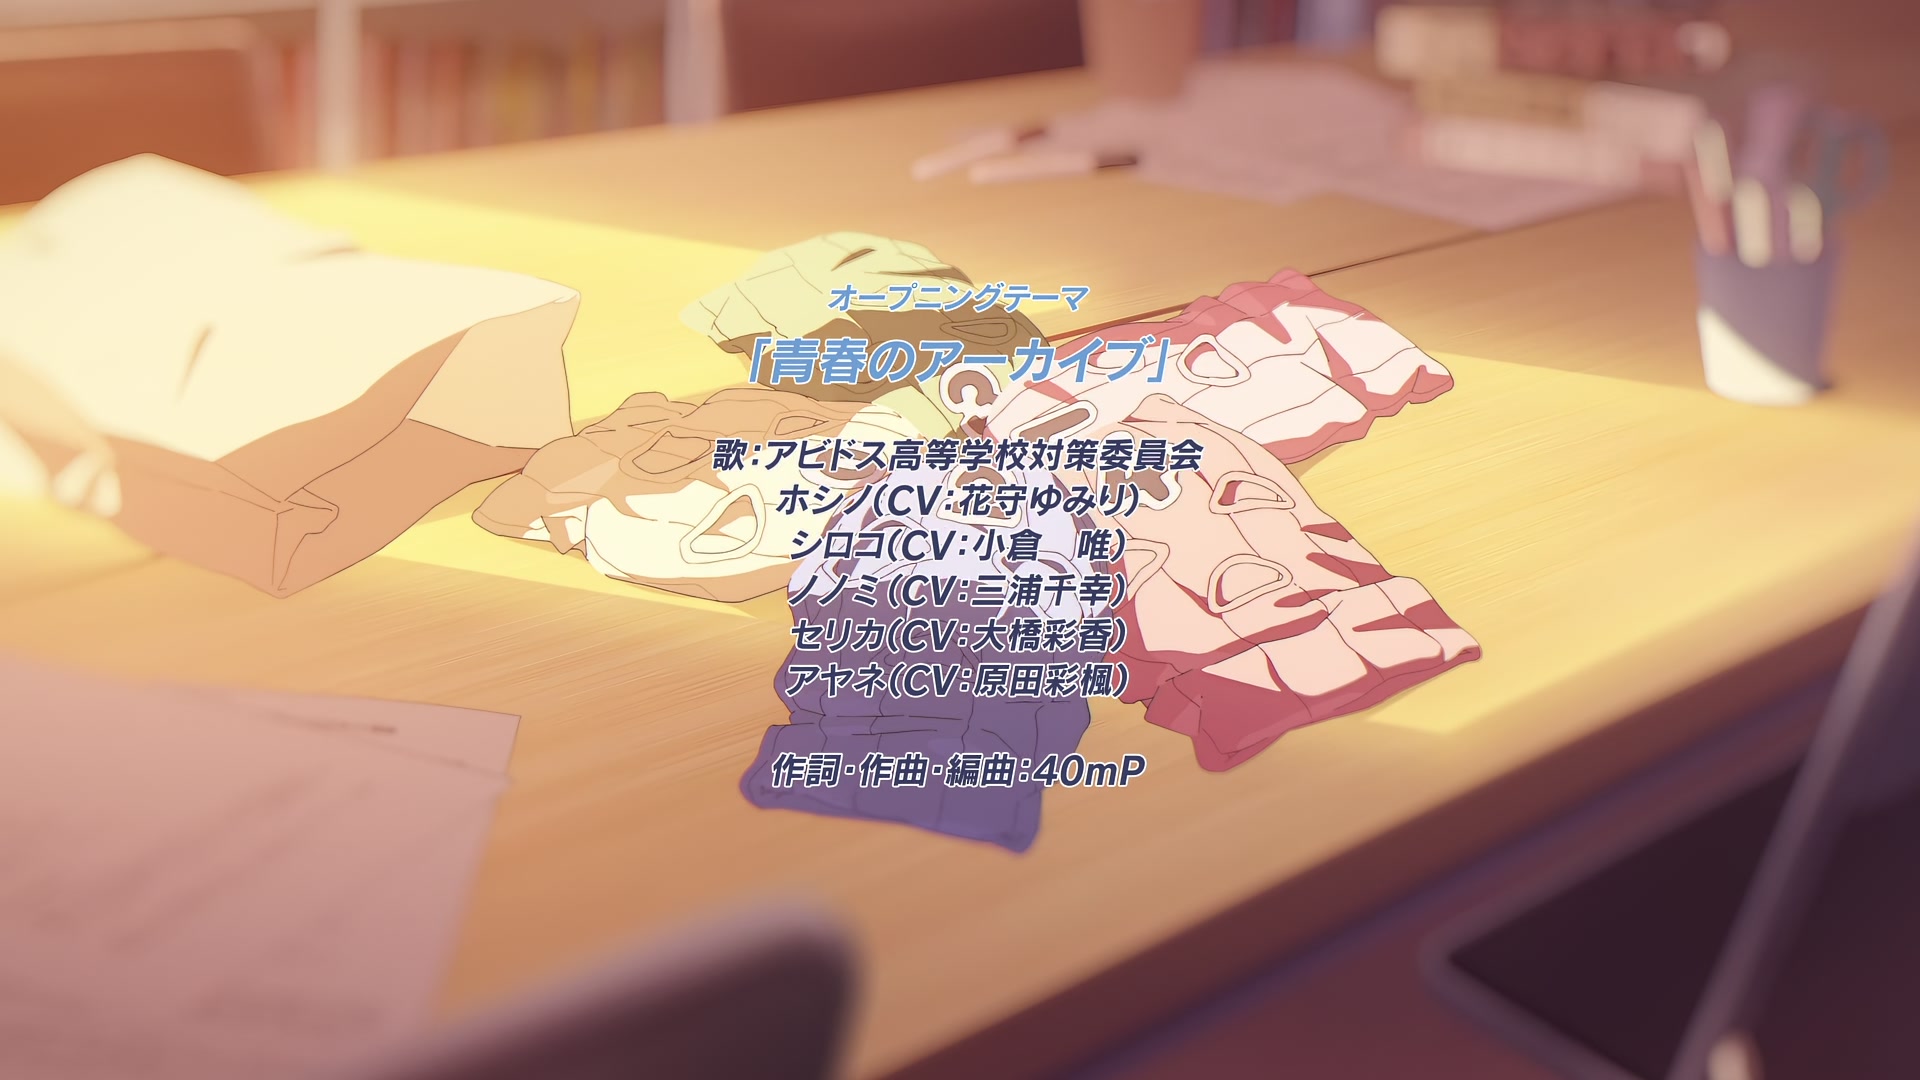 オープニングテーマ
「青春のアーカイブ」
歌：アビドス高等学校対策委員会
ホシノ（CV：花守ゆみり）
シロコ（CV：小倉　唯）
ノノミ（CV：三浦千幸）
セリカ（CV：大橋彩香）
アヤネ（CV：原田彩楓）
作詞・作曲・編曲：40mP